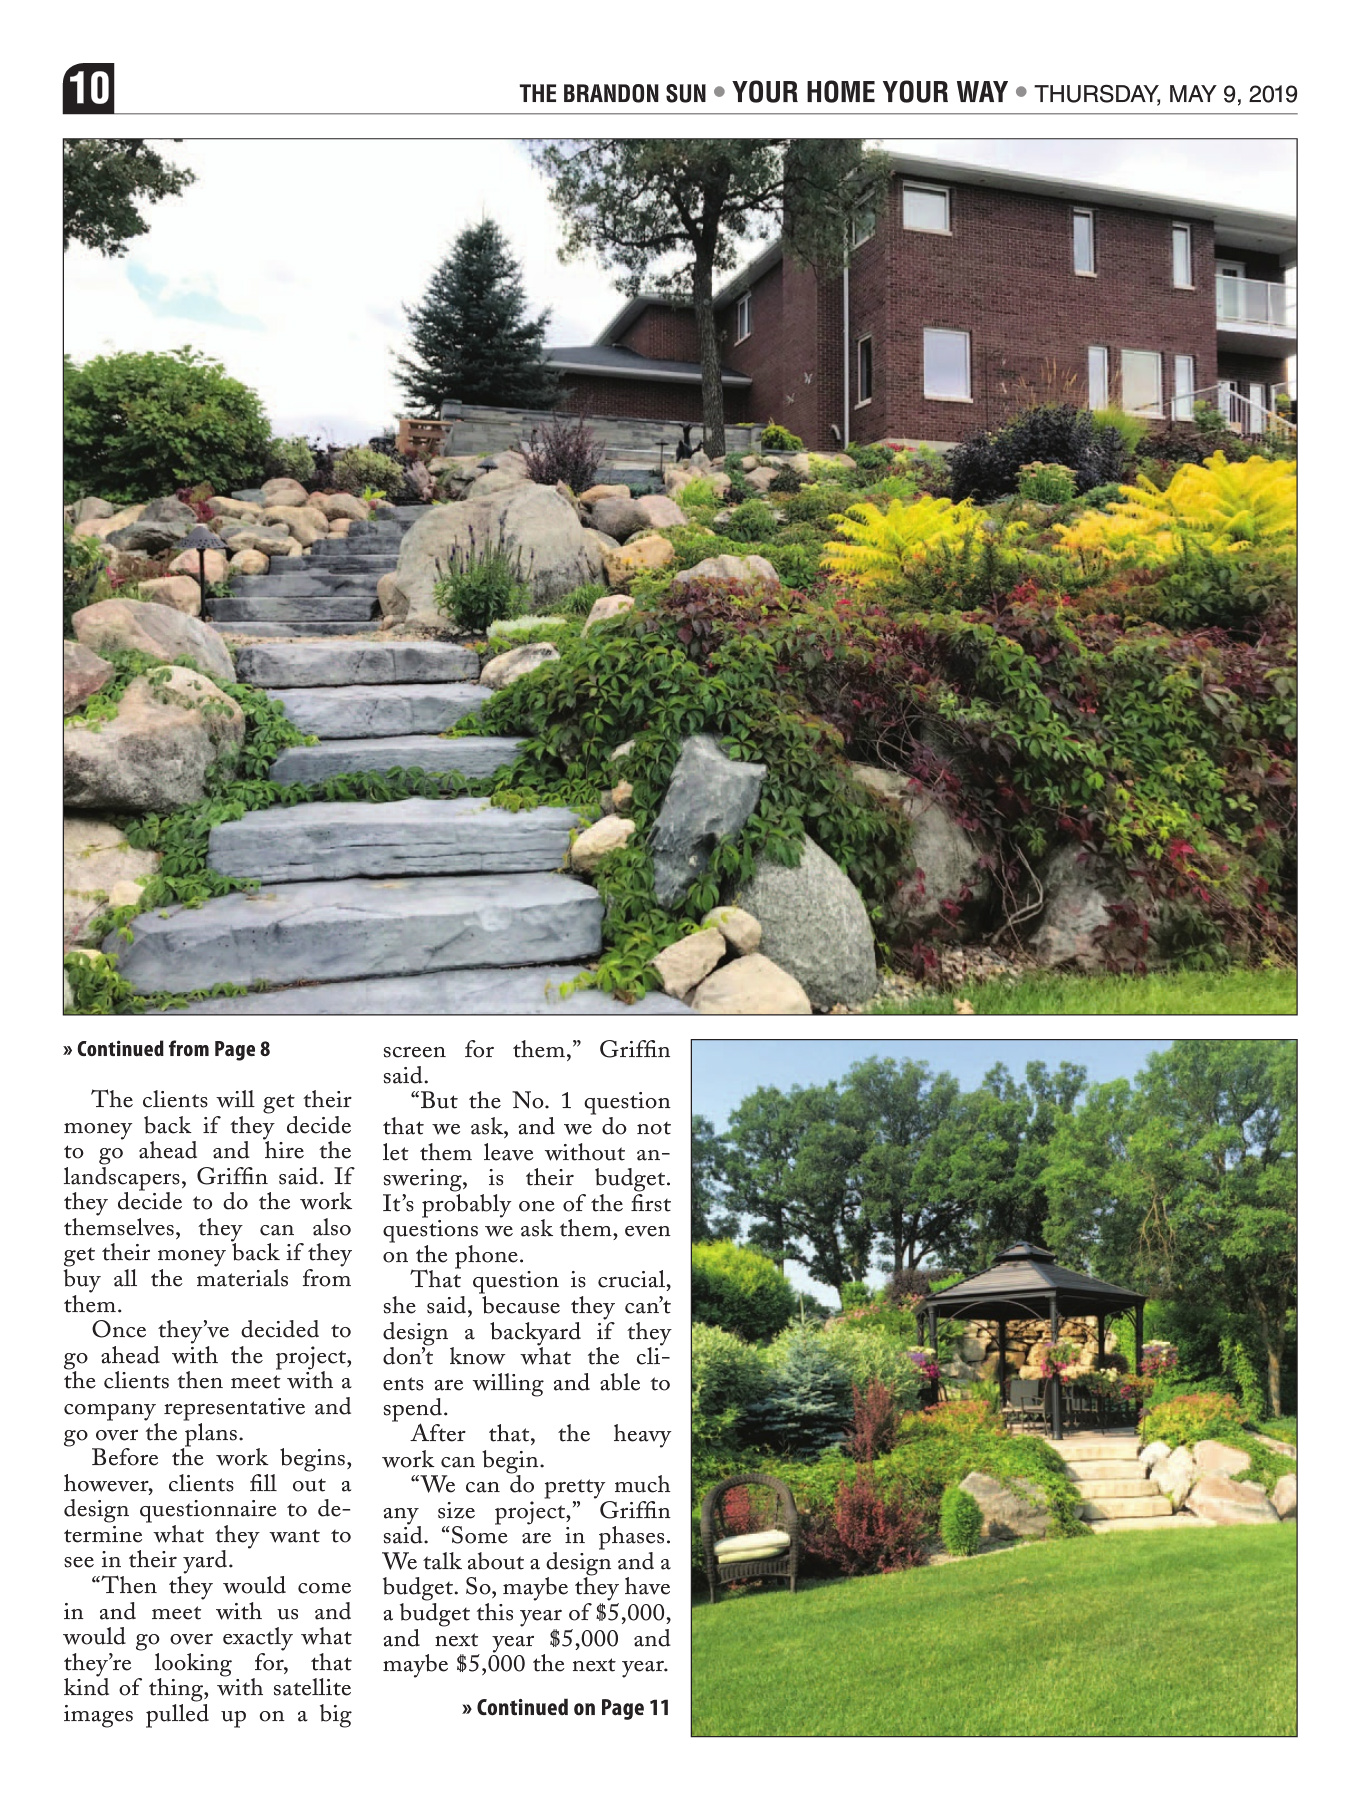 10
THE BRANDON SUN • YOUR HOME YOUR WAY • THURSDAY, MAY 9, 2019
» Continued from Page 8
The clients will get their
money back if they decide
to go ahead and hire the
landscapers, Griffin said. If
they decide to do the work
themselves, they can also
get their money back if they
buy all the materials from
them.
Once they’ve decided to
go ahead with the project,
the clients then meet with a
company representative and
go over the plans.
Before the work begins,
however, clients fill out a
design questionnaire to de-
termine what they want to
see in their yard.
“Then they would come
in and meet with us and
would go over exactly what
they’re looking for, that
kind of thing, with satellite
images pulled up on a big
screen for them,” Griffin
said.
“But the No. 1 question
that we ask, and we do not
let them leave without an-
swering, is their budget.
It’s probably one of the first
questions we ask them, even
on the phone.
That question is crucial,
she said, because they can’t
design a backyard if they
don’t know what the cli-
ents are willing and able to
spend.
After that, the heavy
work can begin.
“We can do pretty much
any size project,” Griffin
said. “Some are in phases.
We talk about a design and a
budget. So, maybe they have
a budget this year of $5,000,
and next year $5,000 and
maybe $5,000 the next year.
» Continued on Page 11